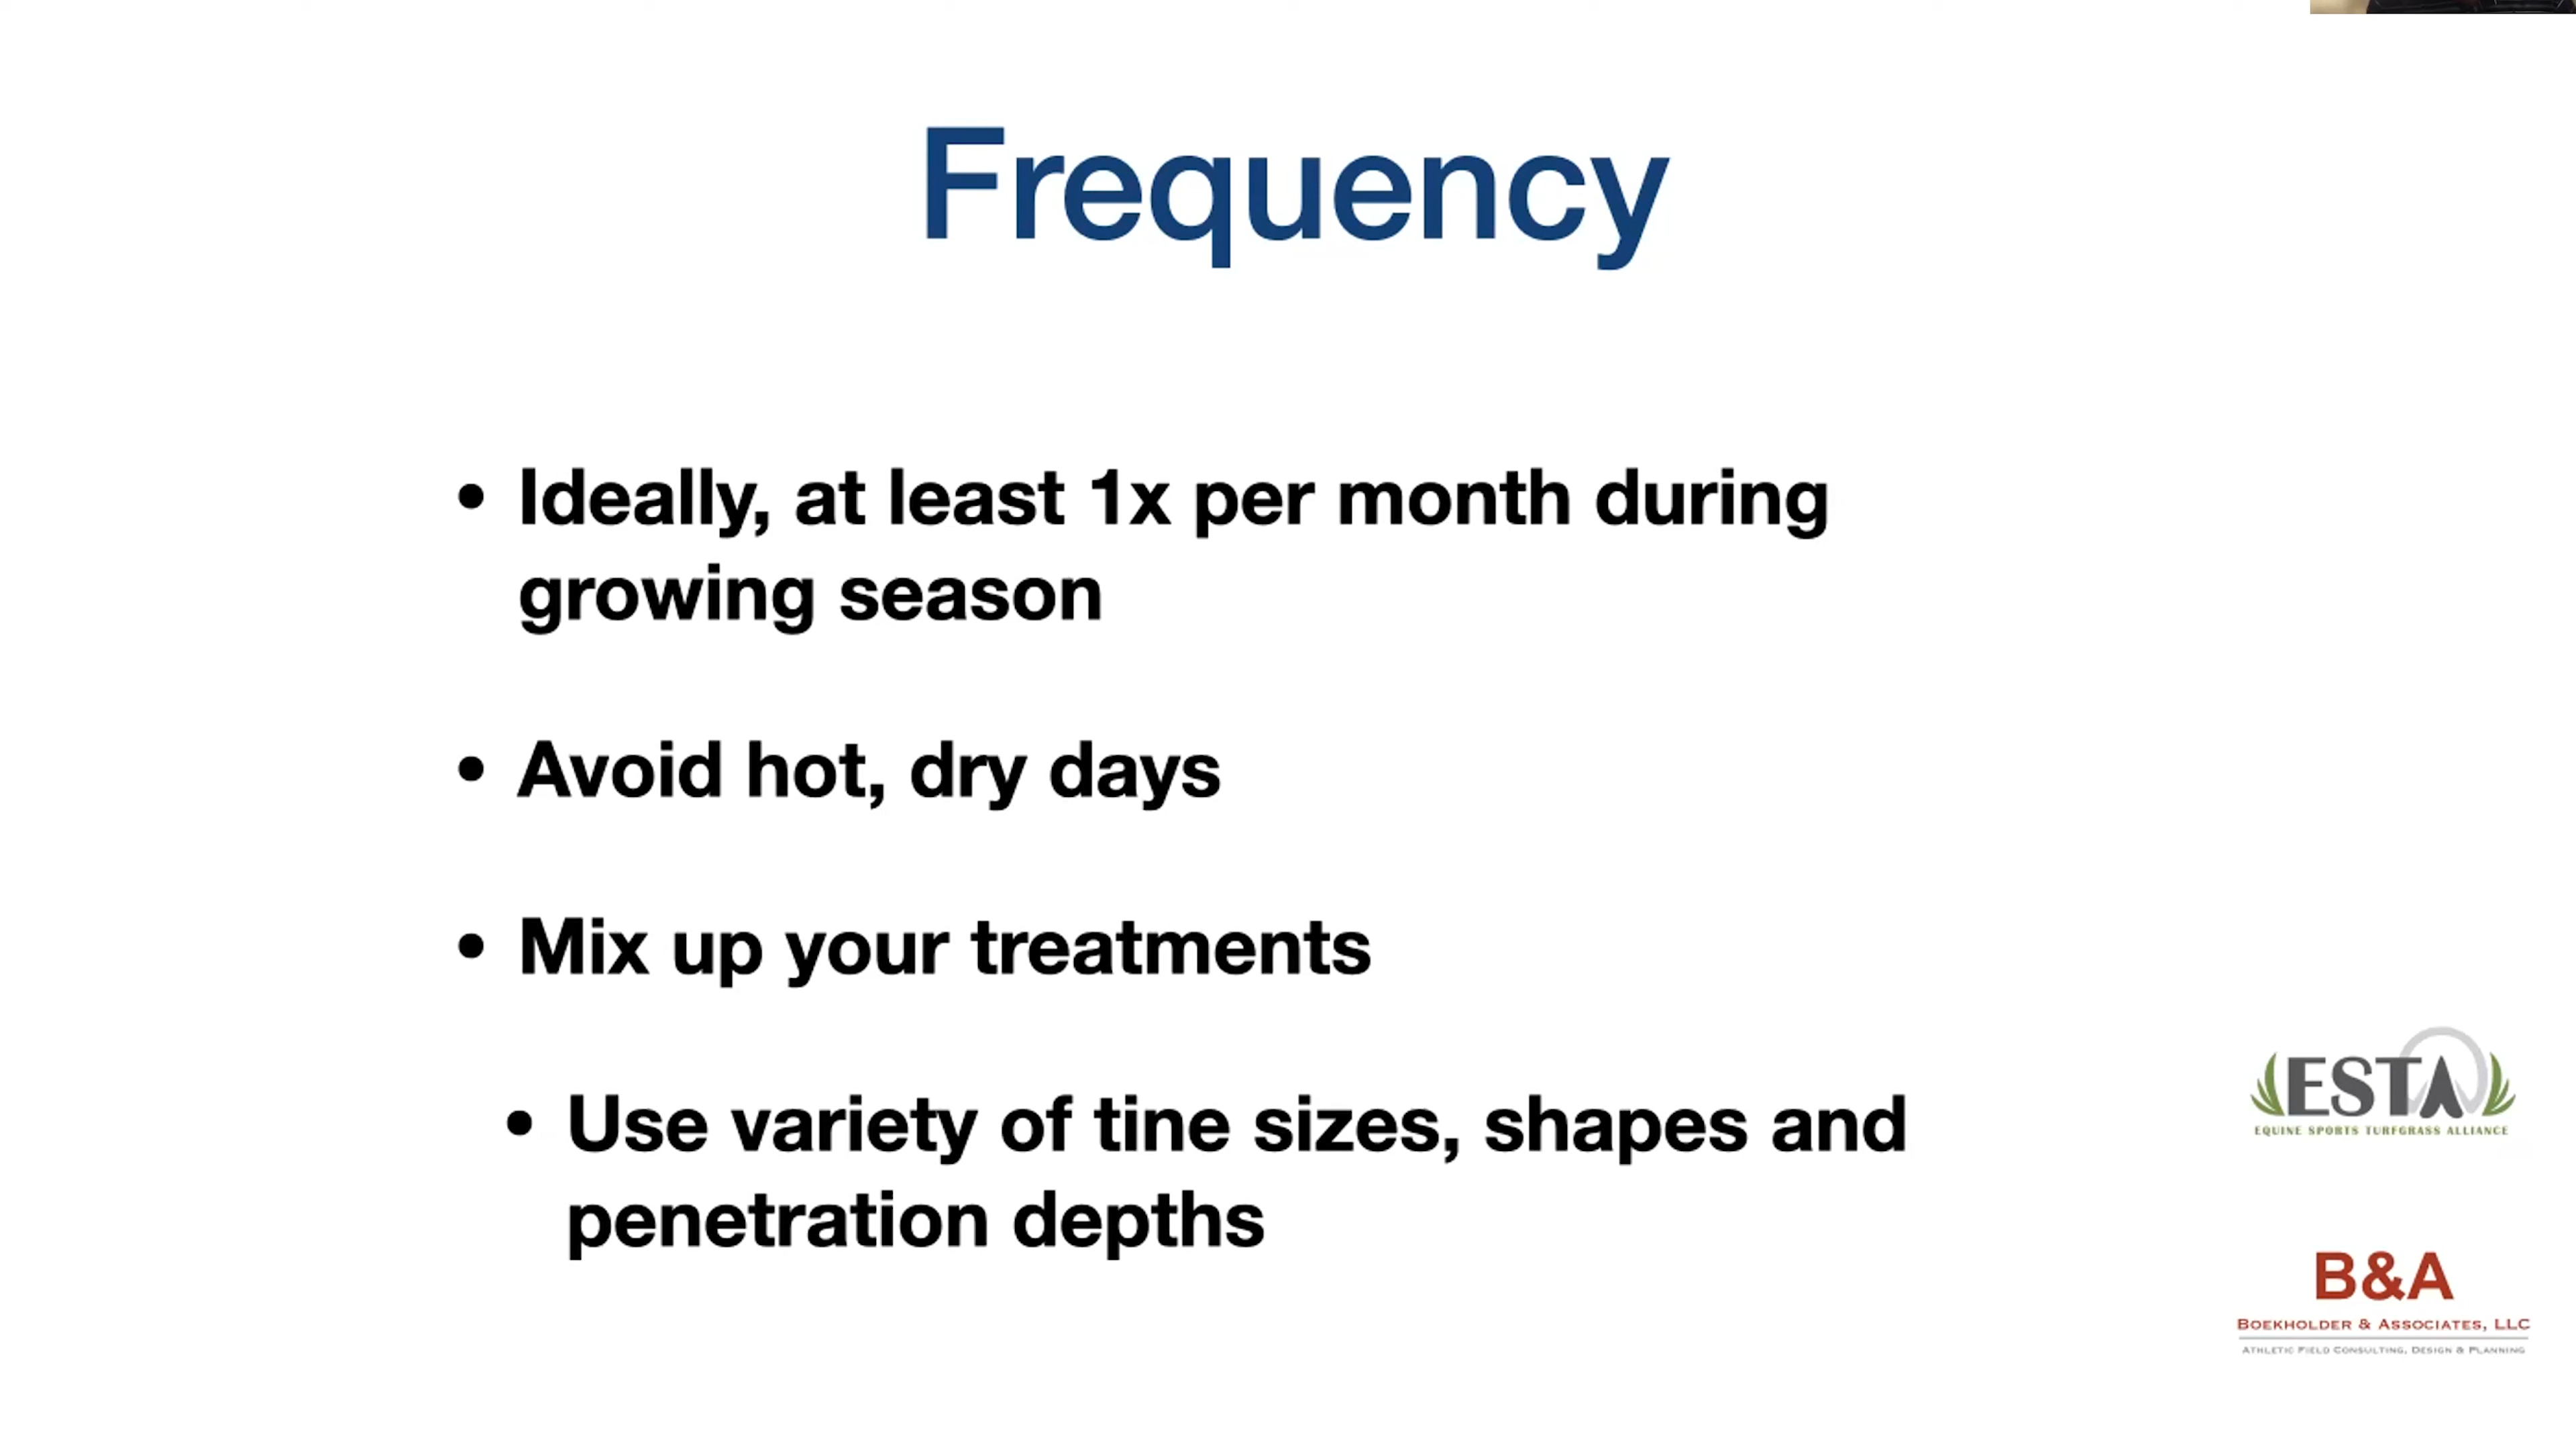 Frequency
• Ideally, at least 1x per month during
growing season
• Avoid hot, dry days
• Mix up your treatments
• Use variety of tine sizes, shapes and
penetration depths
ESTA
EQUINE SPORTS TURFGRASS ALLIANCE
B&A
BOEKHOLDER & ASSOCIATES, LLC
ATHLETIC FIELD CONSULTING, DESIGN & PLANNING